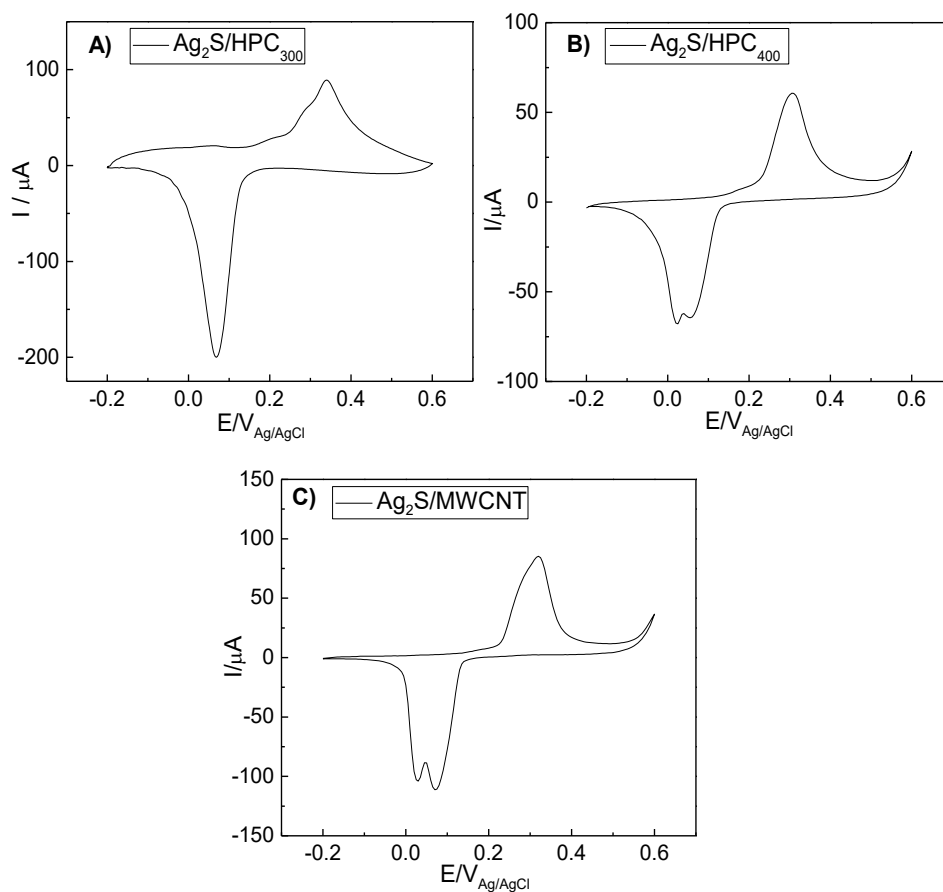 A) Ag₂S/HPC₃₀₀
100
0
-100
-200
I / μA
-0.2 0.0 0.2 0.4 0.6
E/V_Ag/AgCl
B) Ag₂S/HPC₄₀₀
100
50
0
-50
-100
I/μA
-0.2 0.0 0.2 0.4 0.6
E/V_Ag/AgCl
C) Ag₂S/MWCNT
150
100
50
0
-50
-100
-150
I/μA
-0.2 0.0 0.2 0.4 0.6
E/V_Ag/AgCl